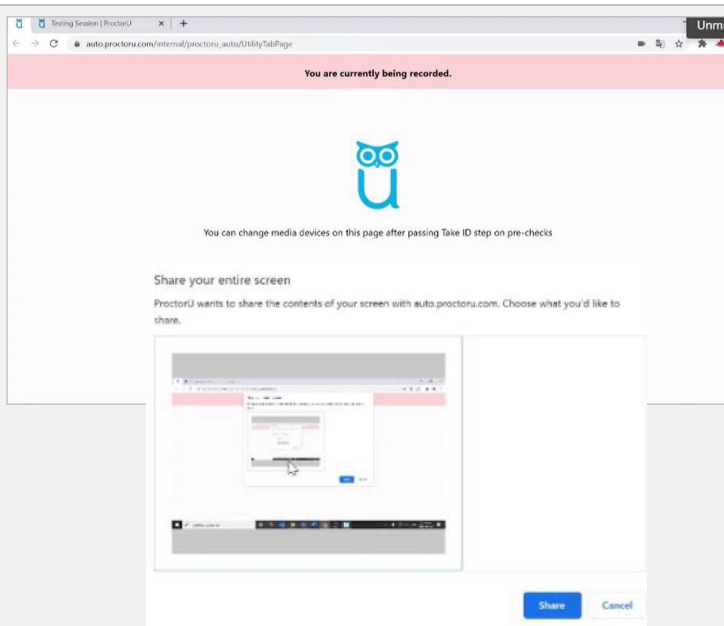 Testing Session | ProctorU
Unm
auto.proctoru.com/internal/proctoru_auto/UtilityTabPage
You are currently being recorded.
You can change media devices on this page after passing Take ID step on pre-checks
Share your entire screen
ProctorU wants to share the contents of your screen with auto.proctoru.com. Choose what you'd like to
share.
Share
Cancel